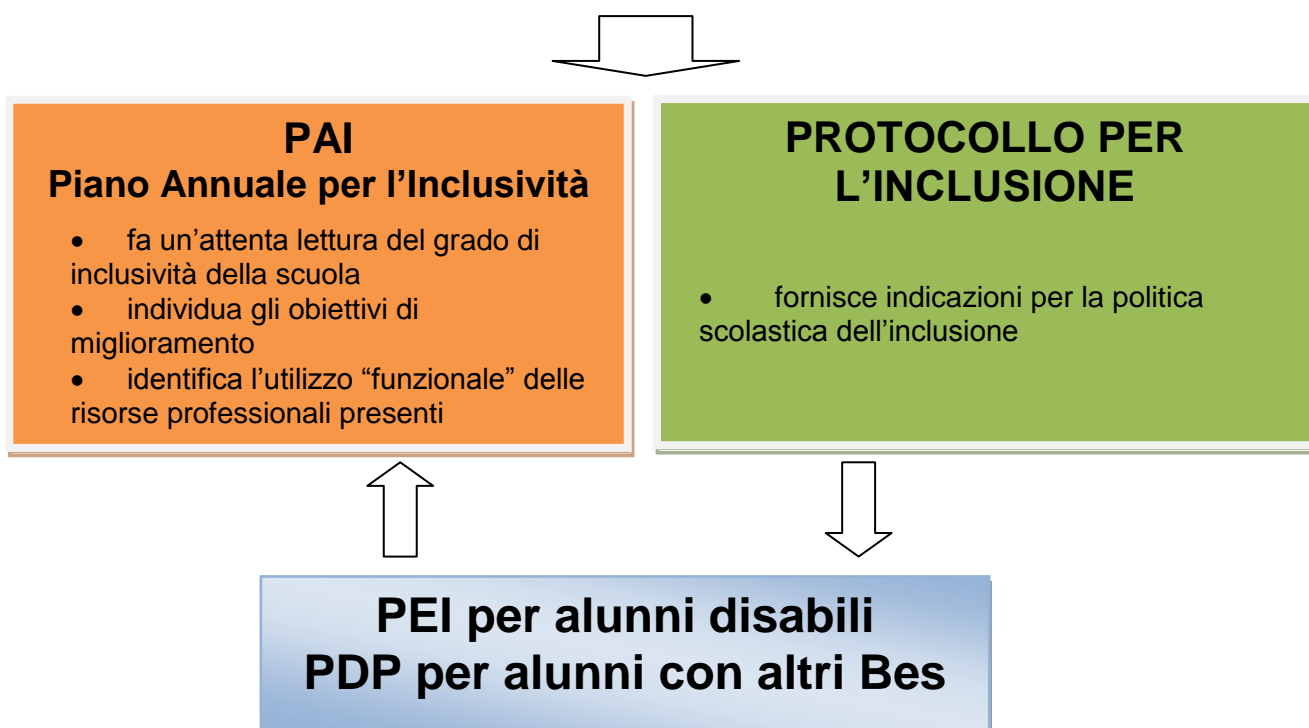 PAI
Piano Annuale per l’Inclusività
• fa un’attenta lettura del grado di
inclusività della scuola
• individua gli obiettivi di
miglioramento
• identifica l’utilizzo “funzionale” delle
risorse professionali presenti
PROTOCOLLO PER
L’INCLUSIONE
• fornisce indicazioni per la politica
scolastica dell’inclusione
PEI per alunni disabili
PDP per alunni con altri Bes